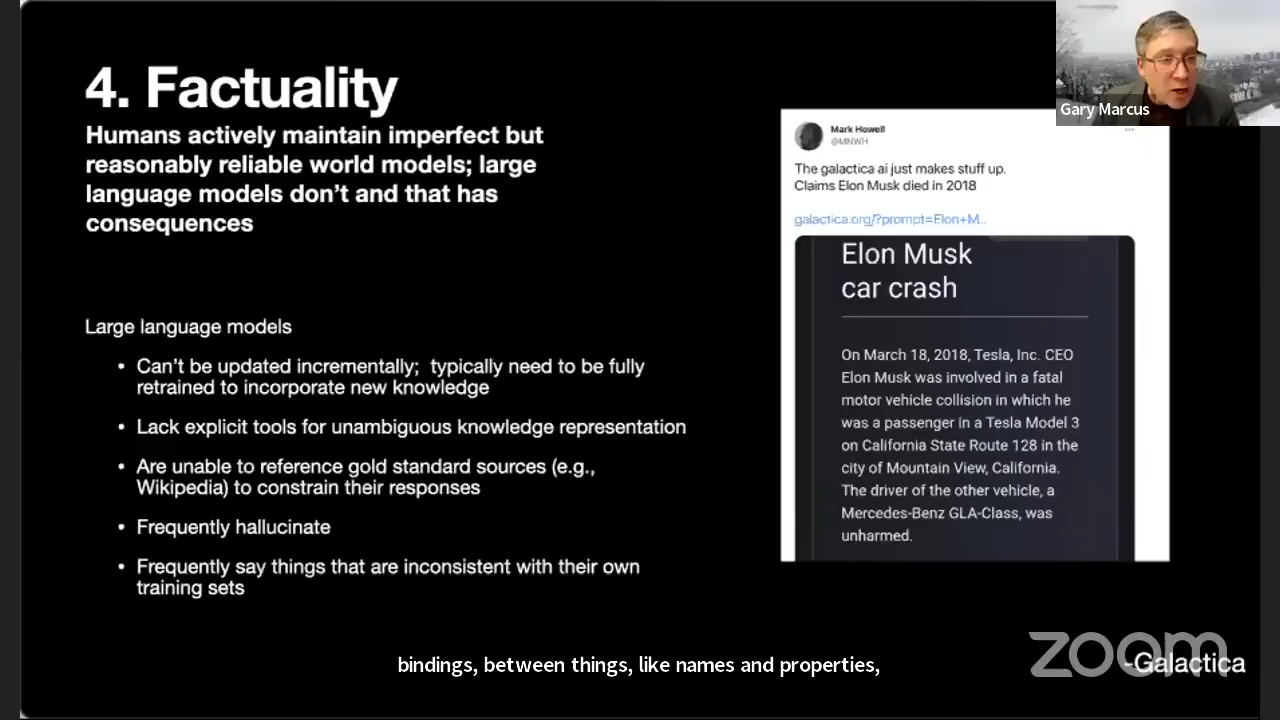 4. Factuality
Humans actively maintain imperfect but
reasonably reliable world models; large
language models don't and that has
consequences
Large language models
• Can't be updated incrementally; typically need to be fully
retrained to incorporate new knowledge
• Lack explicit tools for unambiguous knowledge representation
• Are unable to reference gold standard sources (e.g.,
Wikipedia) to constrain their responses
• Frequently hallucinate
• Frequently say things that are inconsistent with their own
training sets
Gary Marcus
Mark Howell
@MNWH
The galactica ai just makes stuff up.
Claims Elon Musk died in 2018
galactica.org/?prompt=Elon+M..
Elon Musk
car crash
On March 18, 2018, Tesla, Inc. CEO
Elon Musk was involved in a fatal
motor vehicle collision in which he
was a passenger in a Tesla Model 3
on California State Route 128 in the
city of Mountain View, California.
The driver of the other vehicle, a
Mercedes-Benz GLA-Class, was
unharmed.
-Galactica
zoom
bindings, between things, like names and properties,